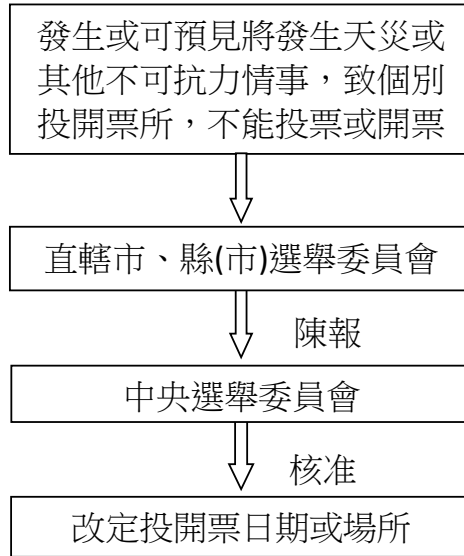 發生或可預見將發生天災或
其他不可抗力情事，致個別
投開票所，不能投票或開票
直轄市、縣(市)選舉委員會
陳報
中央選舉委員會
核准
改定投開票日期或場所